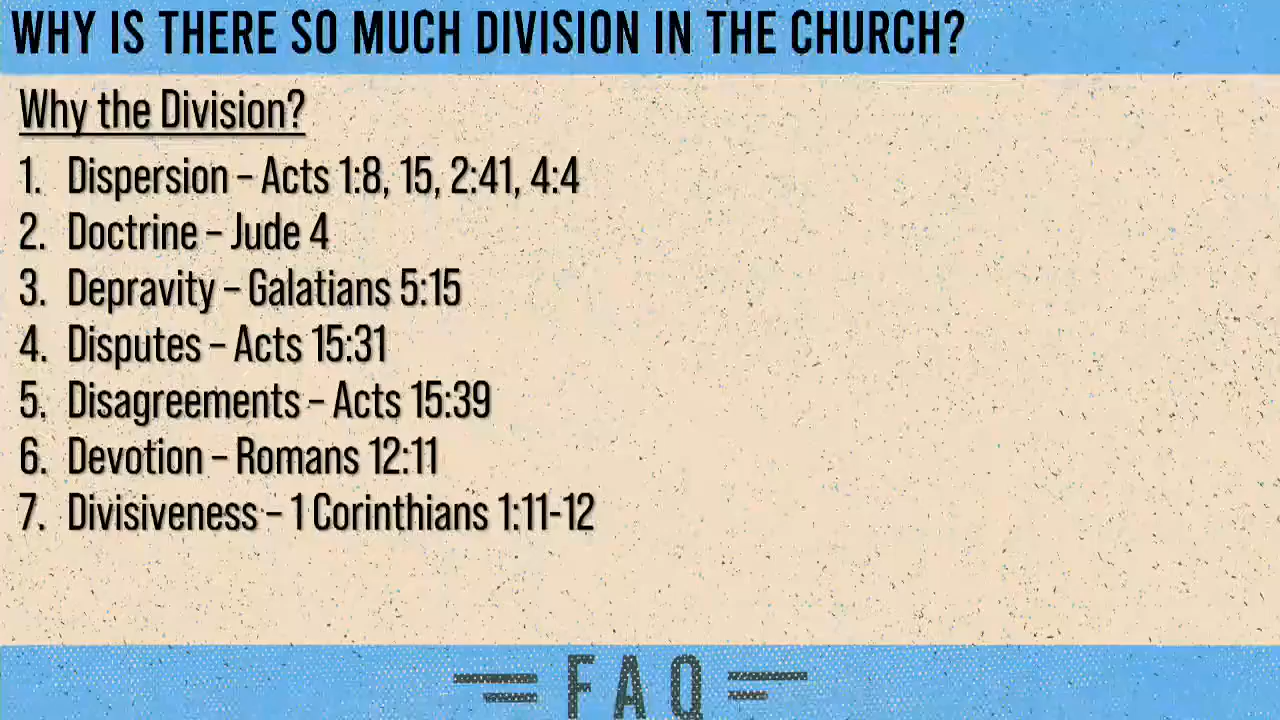 WHY IS THERE SO MUCH DIVISION IN THE CHURCH?
Why the Division?
1. Dispersion – Acts 1:8, 15, 2:41, 4:4
2. Doctrine – Jude 4
3. Depravity – Galatians 5:15
4. Disputes – Acts 15:31
5. Disagreements – Acts 15:39
6. Devotion – Romans 12:11
7. Divisiveness – 1 Corinthians 1:11-12
FAQ